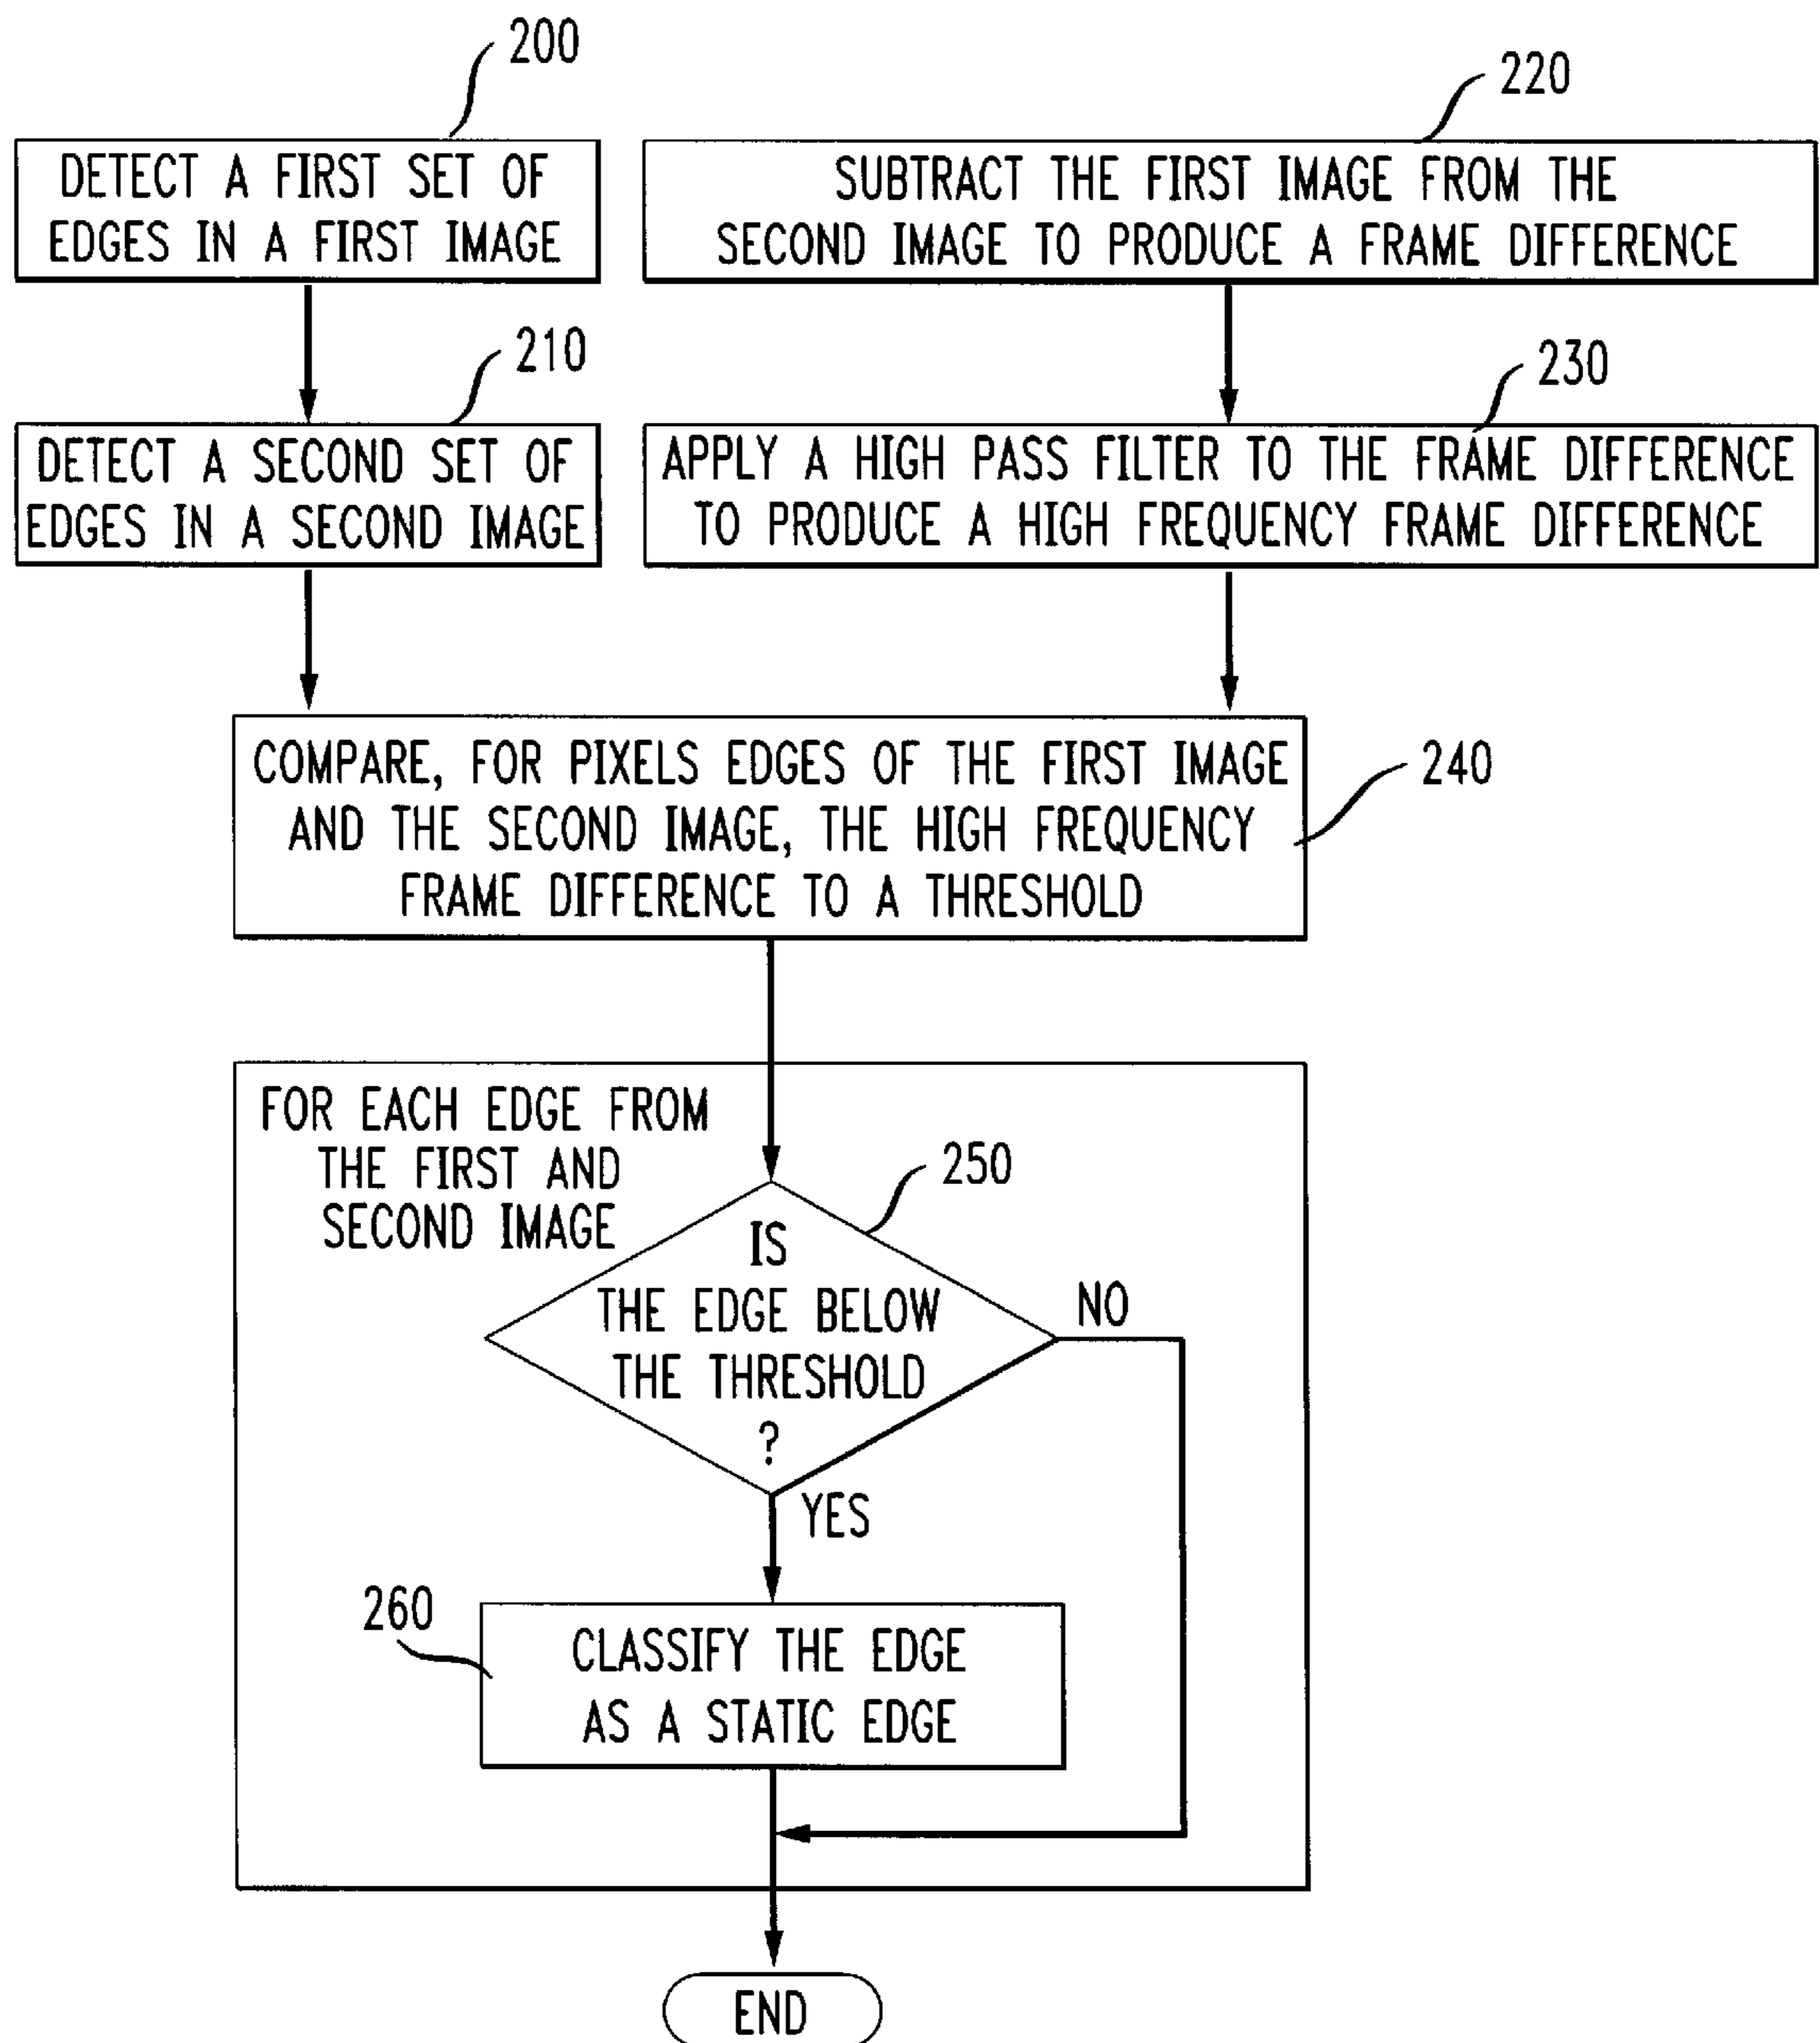 200
DETECT A FIRST SET OF
EDGES IN A FIRST IMAGE
220
SUBTRACT THE FIRST IMAGE FROM THE
SECOND IMAGE TO PRODUCE A FRAME DIFFERENCE
210
DETECT A SECOND SET OF
EDGES IN A SECOND IMAGE
230
APPLY A HIGH PASS FILTER TO THE FRAME DIFFERENCE
TO PRODUCE A HIGH FREQUENCY FRAME DIFFERENCE
COMPARE, FOR PIXELS EDGES OF THE FIRST IMAGE
AND THE SECOND IMAGE, THE HIGH FREQUENCY
FRAME DIFFERENCE TO A THRESHOLD
240
FOR EACH EDGE FROM
THE FIRST AND
SECOND IMAGE
250
IS
THE EDGE BELOW
THE THRESHOLD
?
NO
YES
260
CLASSIFY THE EDGE
AS A STATIC EDGE
END